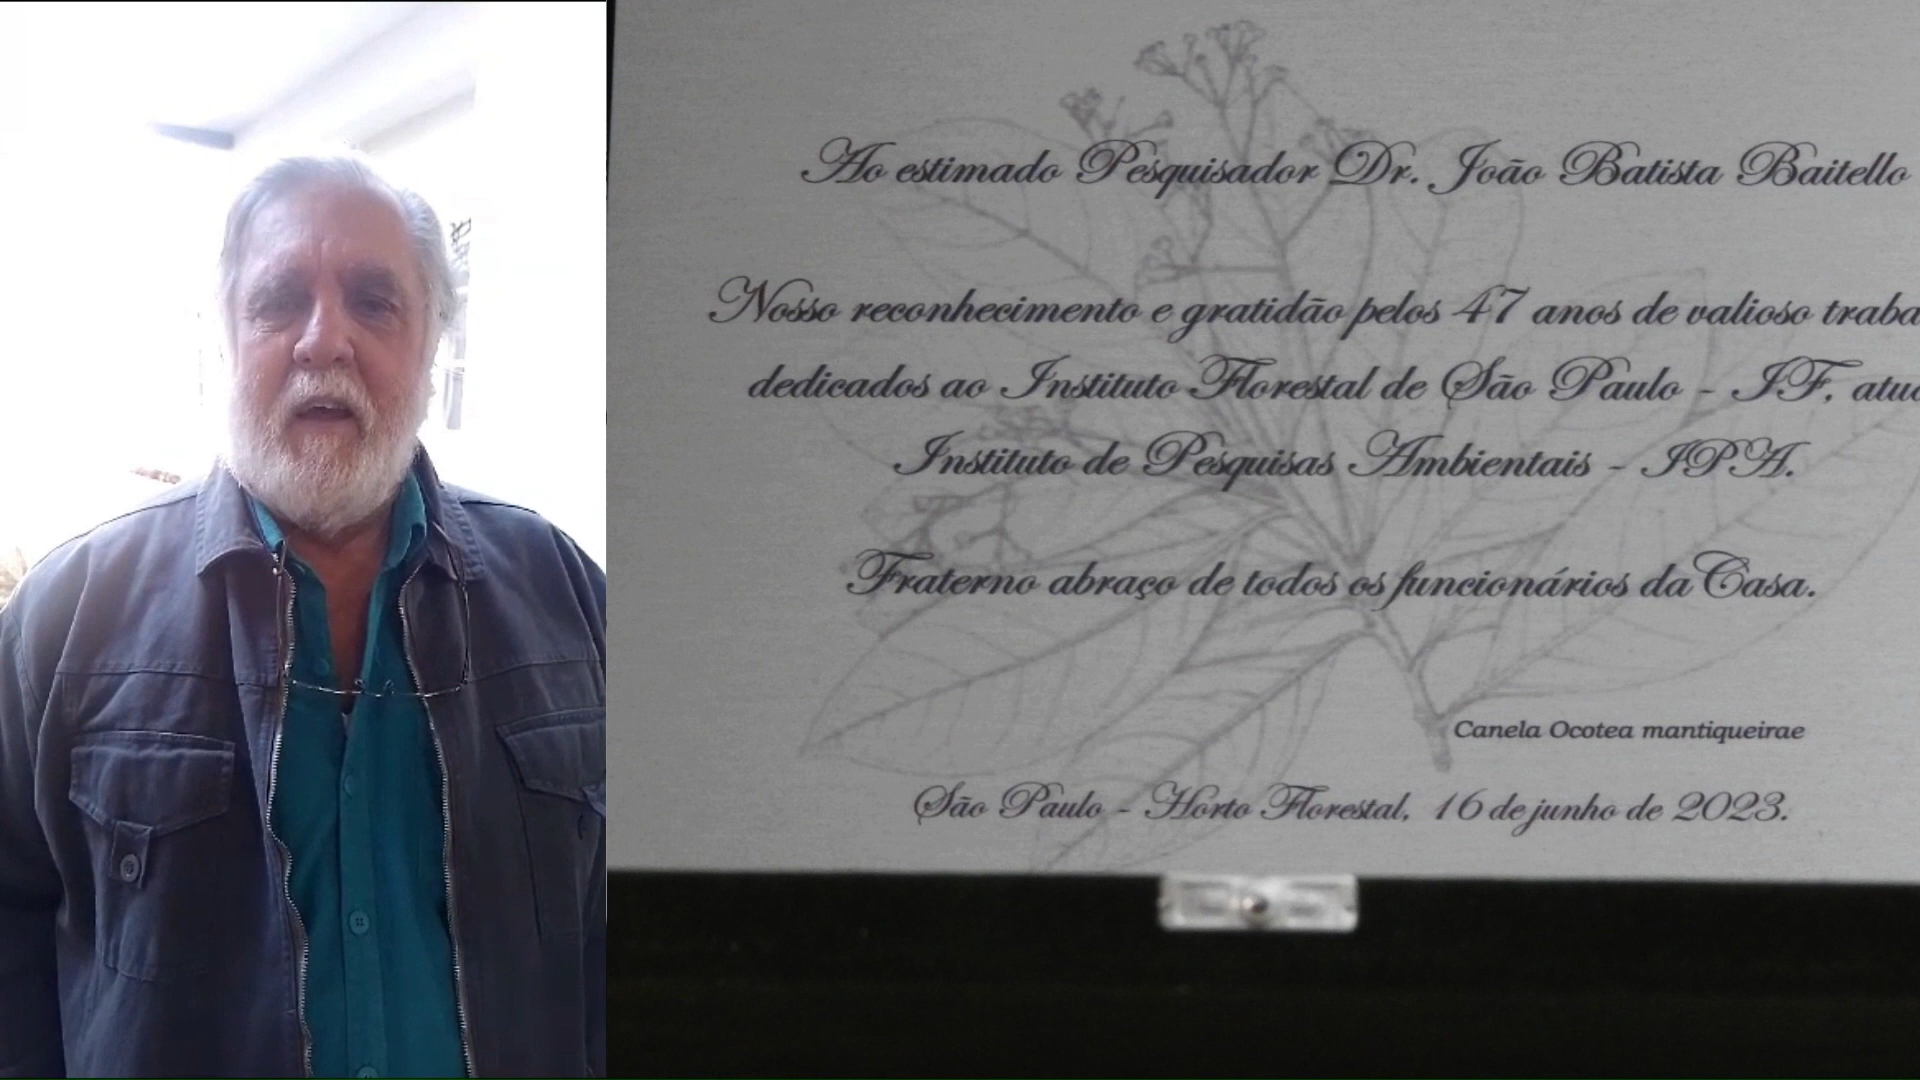 Ao estimado Pesquisador Dr. João Batista Baitello
Nosso reconhecimento e gratidão pelos 47 anos de valioso
dedicados ao Instituto Florestal de São Paulo - IF,
Instituto de Pesquisas Ambientais - IPA.
Fraterno abraço de todos os funcionários da Casa.
Canela Ocotea mantiqueirae
São Paulo - Horto Florestal, 16 de junho de 2023.